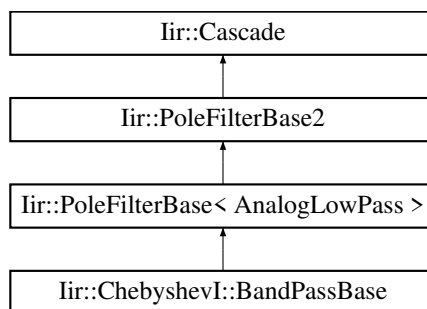 Iir::Cascade
Iir::PoleFilterBase2
Iir::PoleFilterBase< AnalogLowPass >
Iir::ChebyshevI::BandPassBase